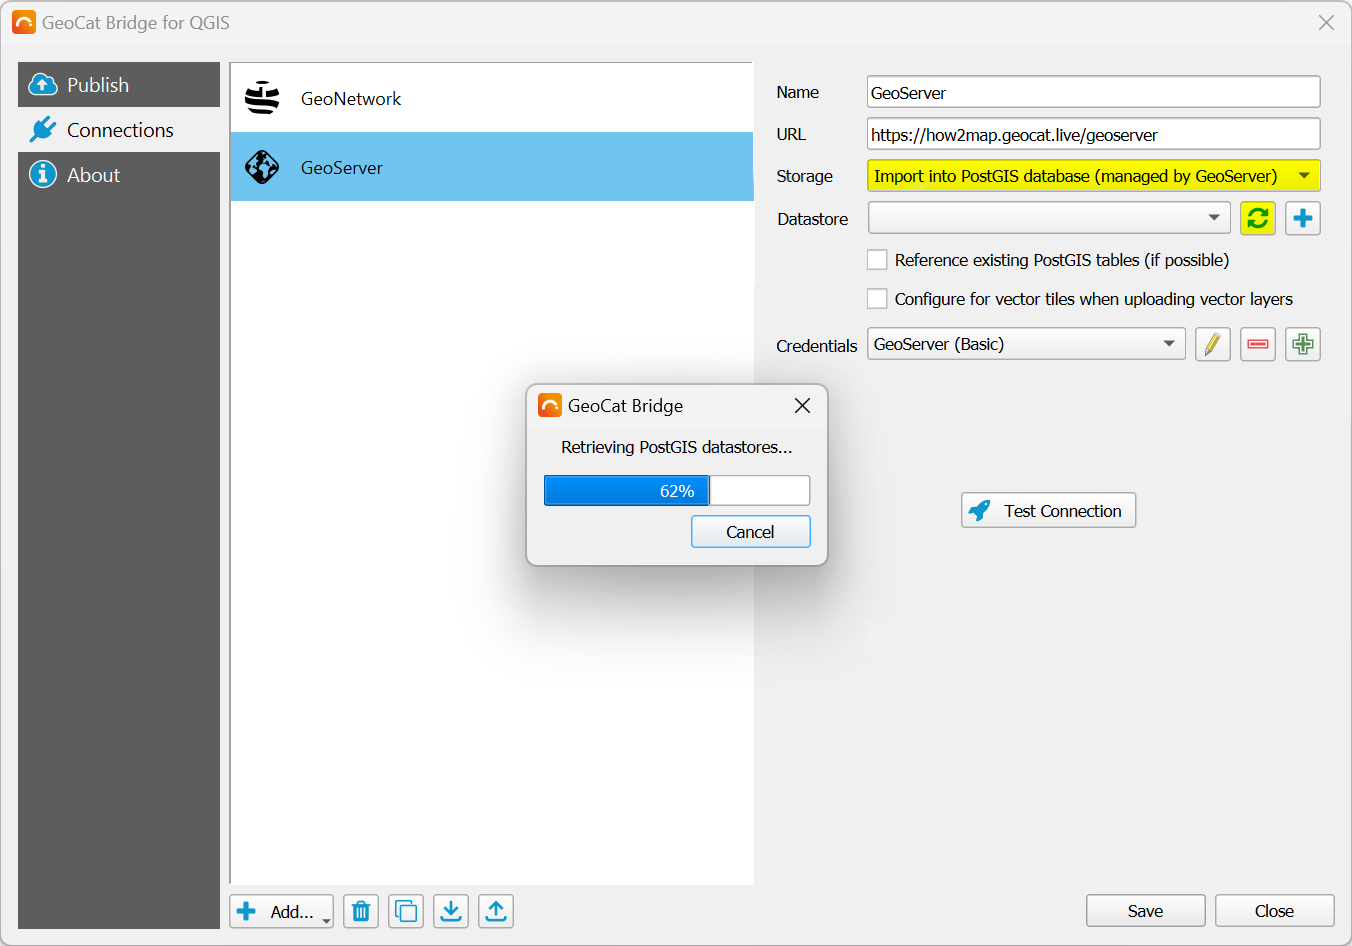 GeoCat Bridge for QGIS
Publish
Connections
About
GeoNetwork
GeoServer
Name
GeoServer
URL
https://how2map.geocat.live/geoserver
Storage
Import into PostGIS database (managed by GeoServer)
Datastore
Reference existing PostGIS tables (if possible)
Configure for vector tiles when uploading vector layers
Credentials
GeoServer (Basic)
GeoCat Bridge
Retrieving PostGIS datastores...
62%
Cancel
Test Connection
Add...
Save
Close